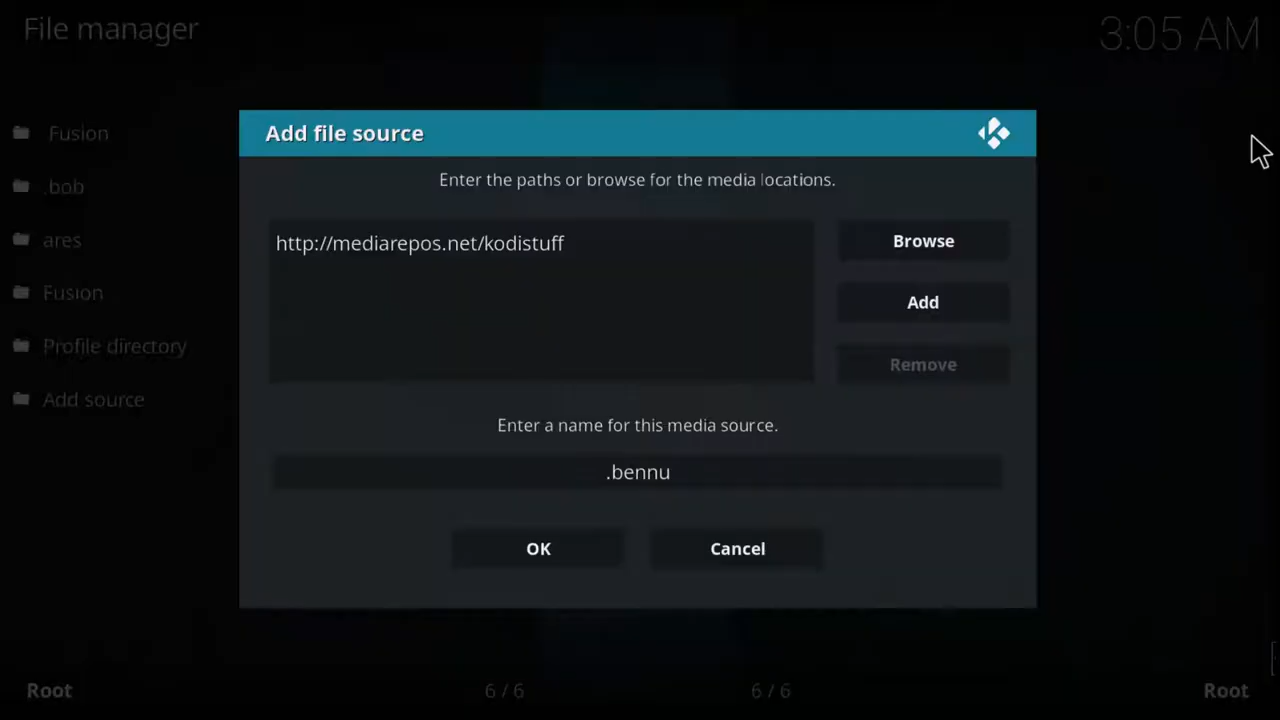 File manager
3:05 AM
Fusion
.bob
ares
Fusion
Profile directory
Add source
Add file source
Enter the paths or browse for the media locations.
http://mediarepos.net/kodistuff
Browse
Add
Remove
Enter a name for this media source.
.bennu
OK
Cancel
Root
6 / 6
6 / 6
Root